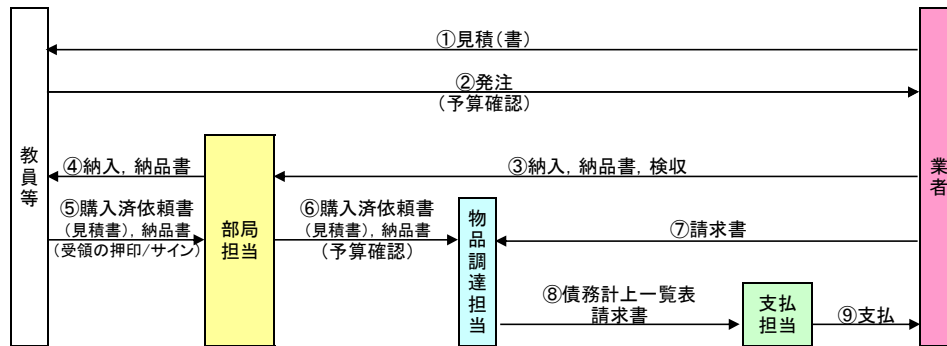 ①見積(書)
②発注
(予算確認)
教員等
業者
④納入，納品書
③納入，納品書，検収
部局
担当
⑤購入済依頼書
(見積書)，納品書
(受領の押印/サイン)
⑥購入済依頼書
(見積書)，納品書
(予算確認)
物品調達担当
⑦請求書
⑧債務計上一覧表
請求書
支払
担当
⑨支払